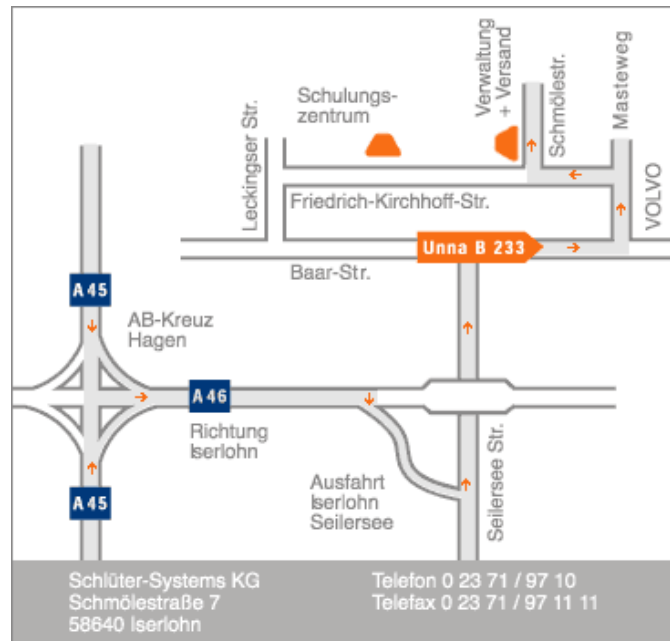 Leckingser Str.
Schulungs-
zentrum
Verwaltung
+ Versand
Schmölestr.
Masteweg
VOLVO
Friedrich-Kirchhoff-Str.
Unna B 233
Baar-Str.
A 45
AB-Kreuz
Hagen
A 46
Richtung
Iserlohn
Ausfahrt
Iserlohn
Seilersee
Seilersee Str.
A 45
Schlüter-Systems KG
Schmölestraße 7
58640 Iserlohn
Telefon 0 23 71 / 97 10
Telefax 0 23 71 / 97 11 11